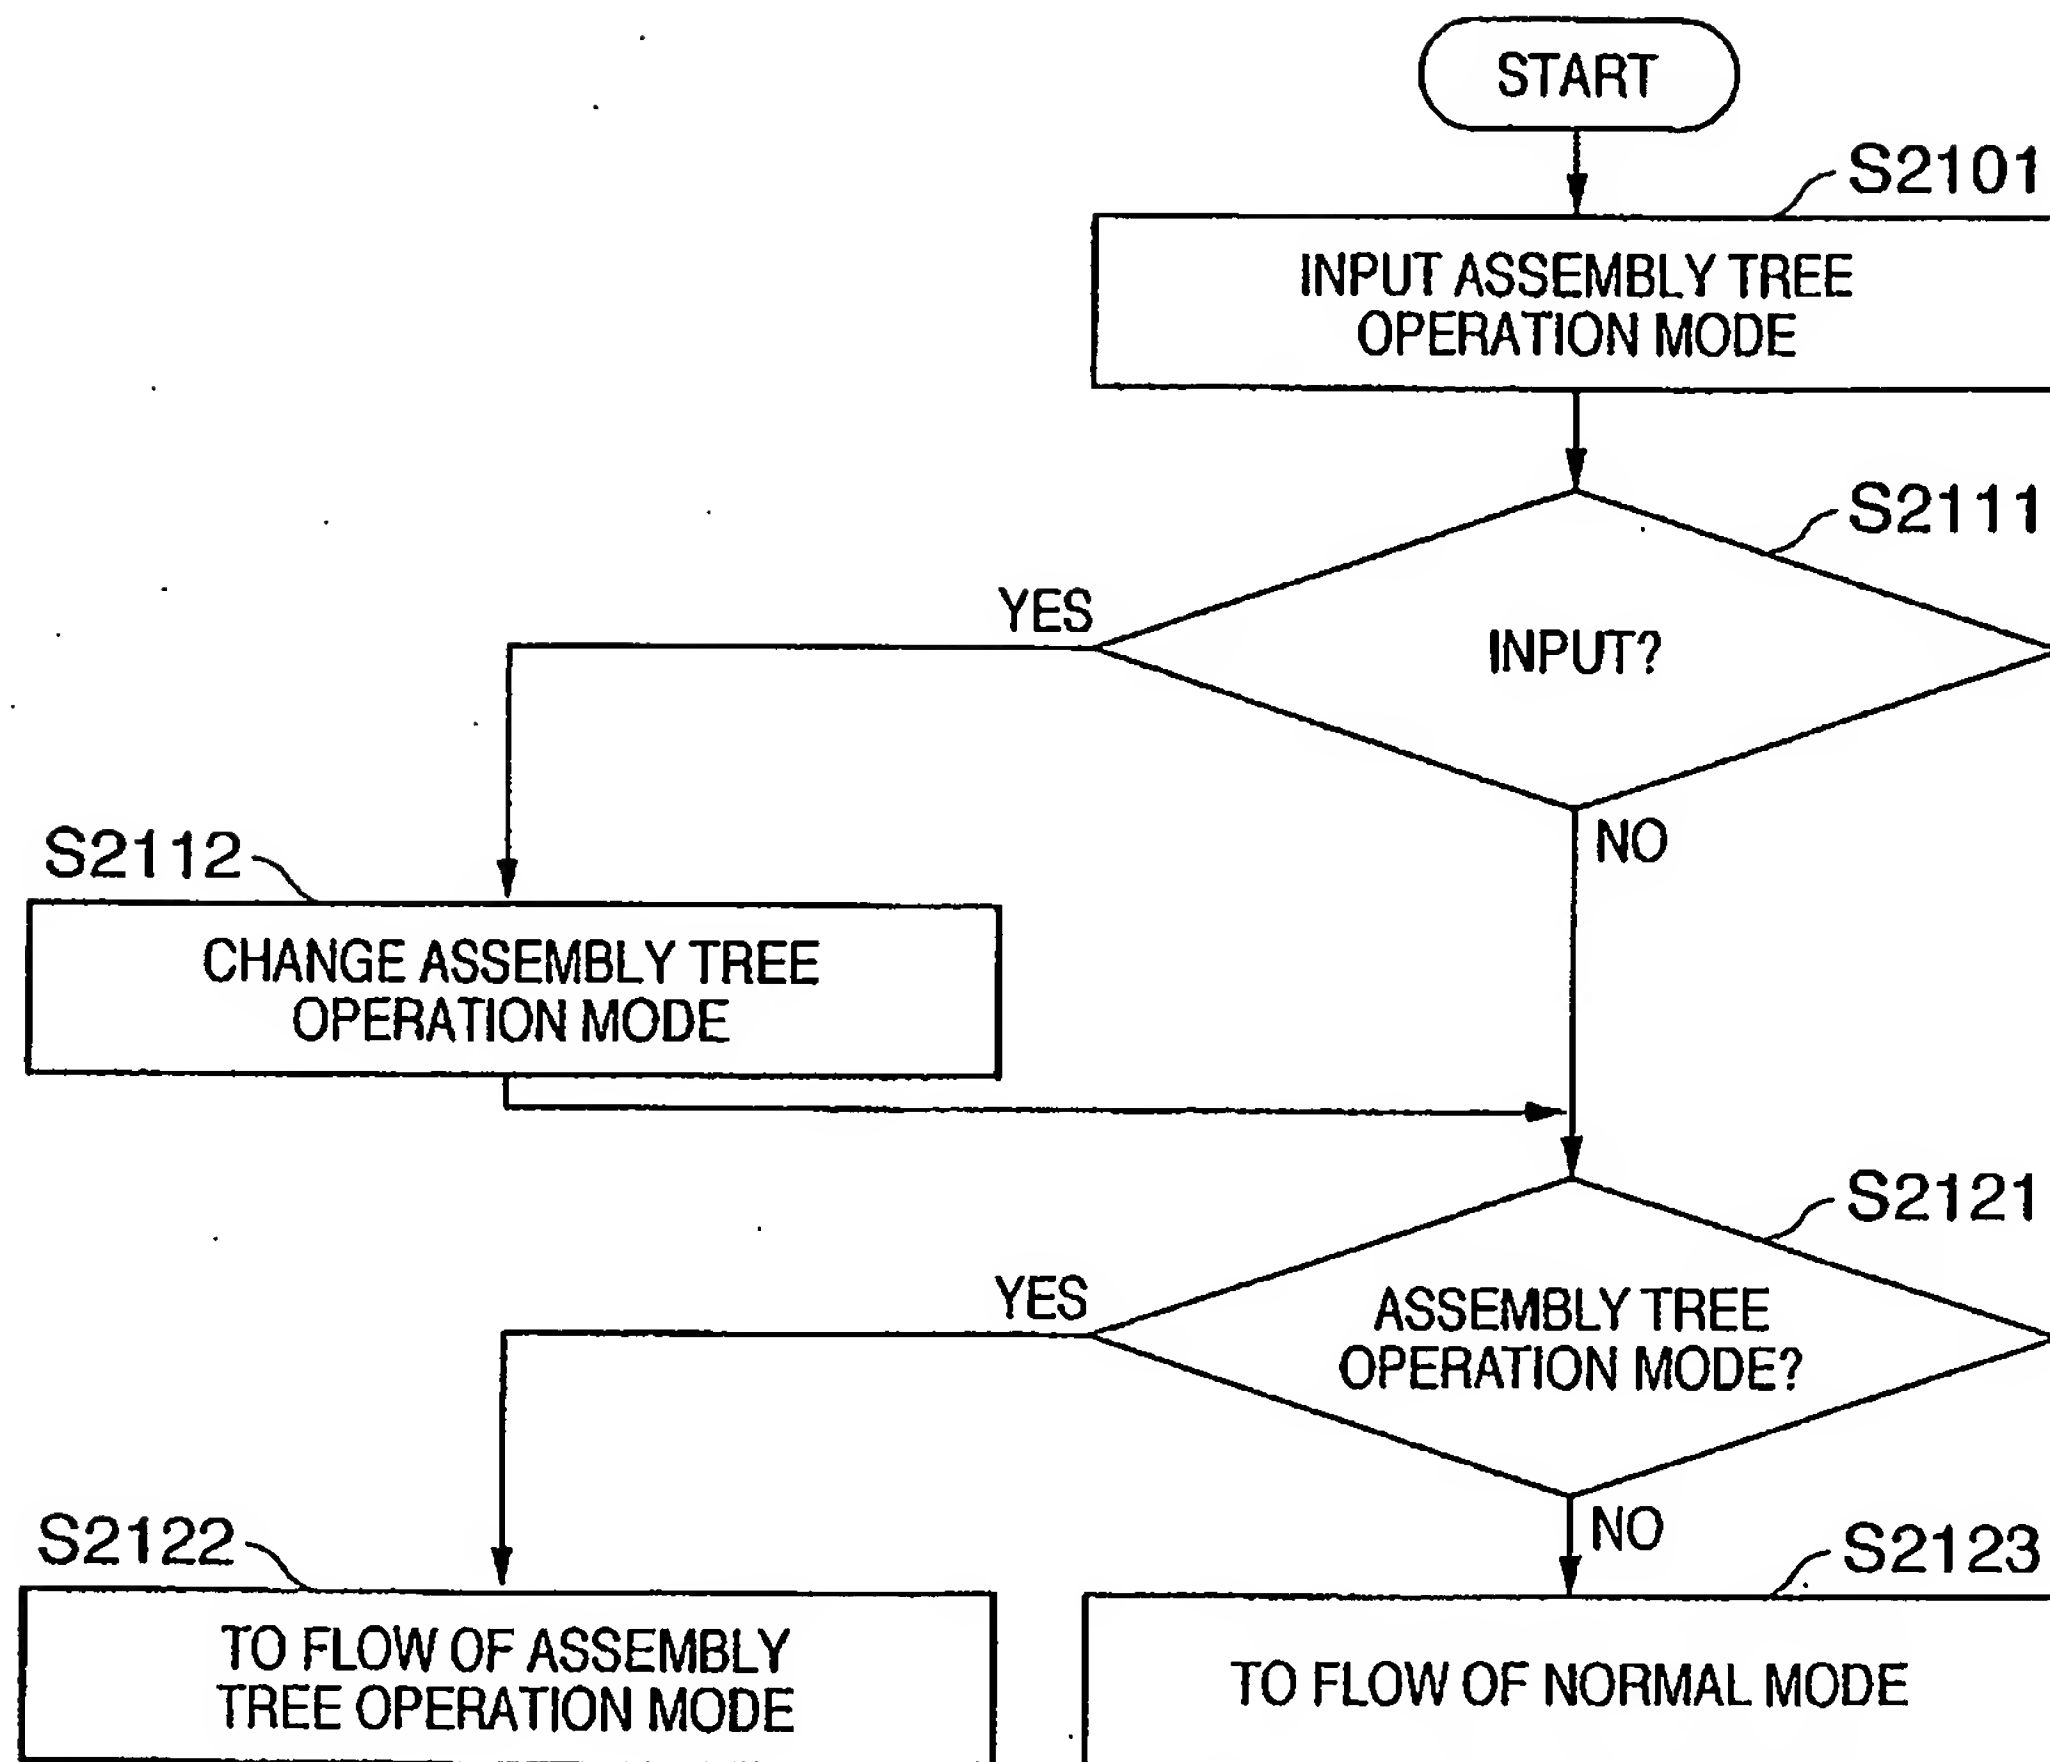 START
S2101
INPUT ASSEMBLY TREE
OPERATION MODE
S2111
YES
INPUT?
NO
S2112
CHANGE ASSEMBLY TREE
OPERATION MODE
S2121
YES
ASSEMBLY TREE
OPERATION MODE?
NO
S2122
S2123
TO FLOW OF ASSEMBLY
TREE OPERATION MODE
TO FLOW OF NORMAL MODE